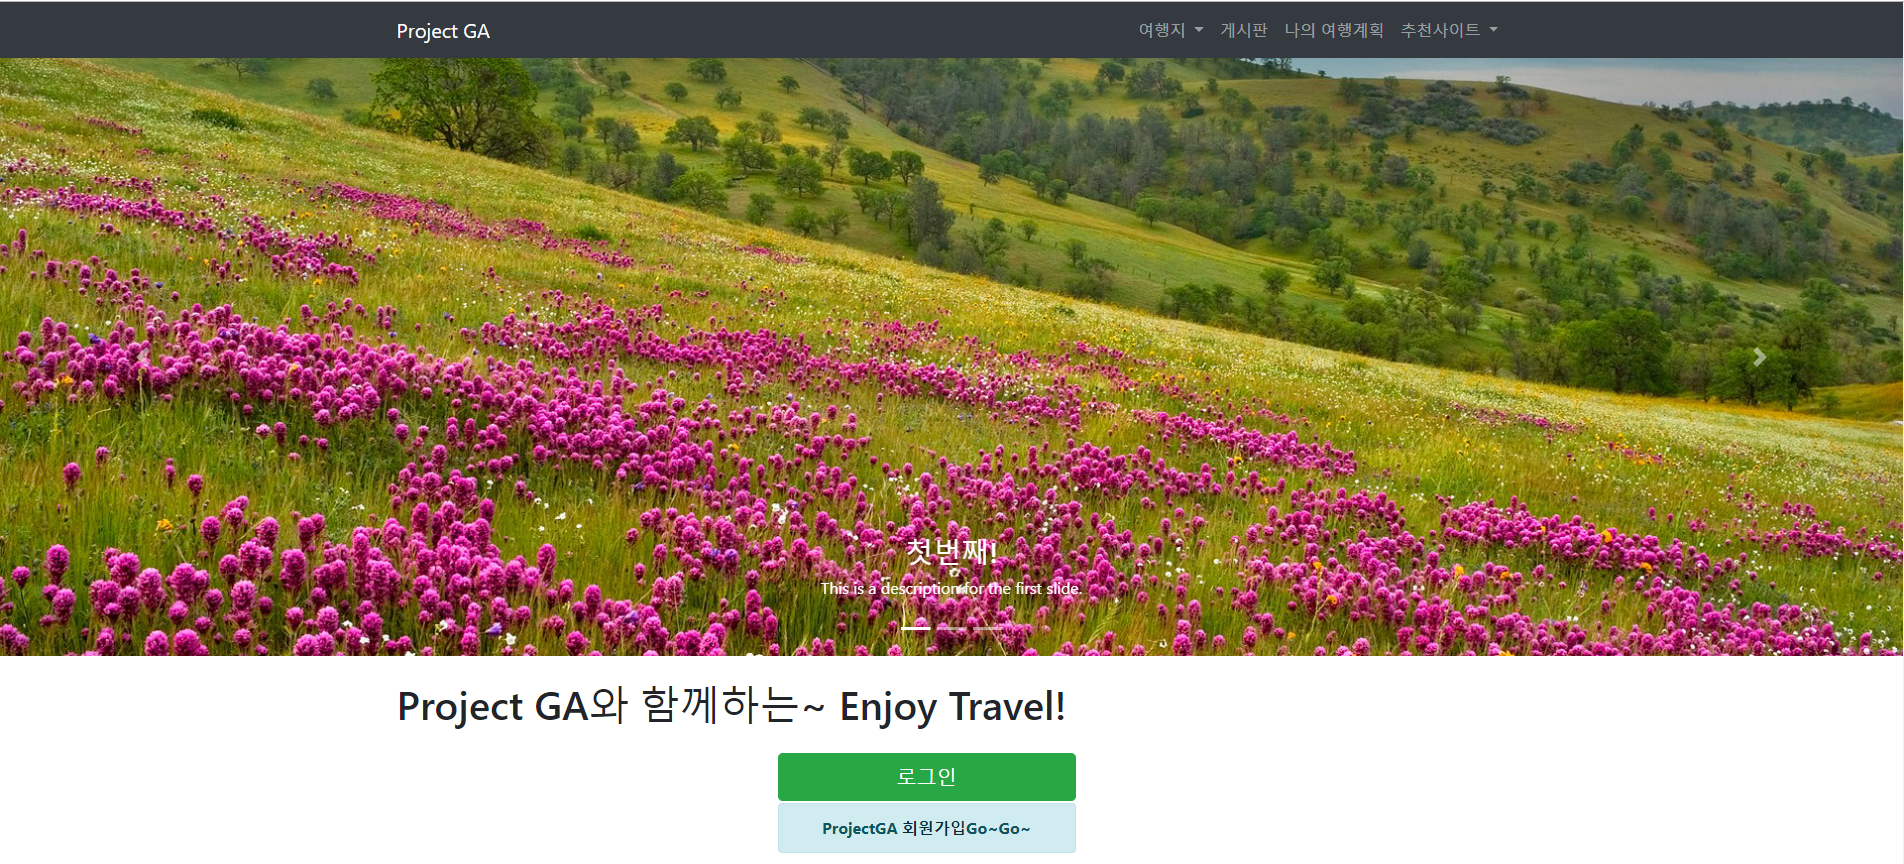 Project GA
여행지 게시판 나의 여행계획 추천사이트
첫번째!
This is a description for the first slide.
Project GA와 함께하는~ Enjoy Travel!
로그인
ProjectGA 회원가입Go~Go~